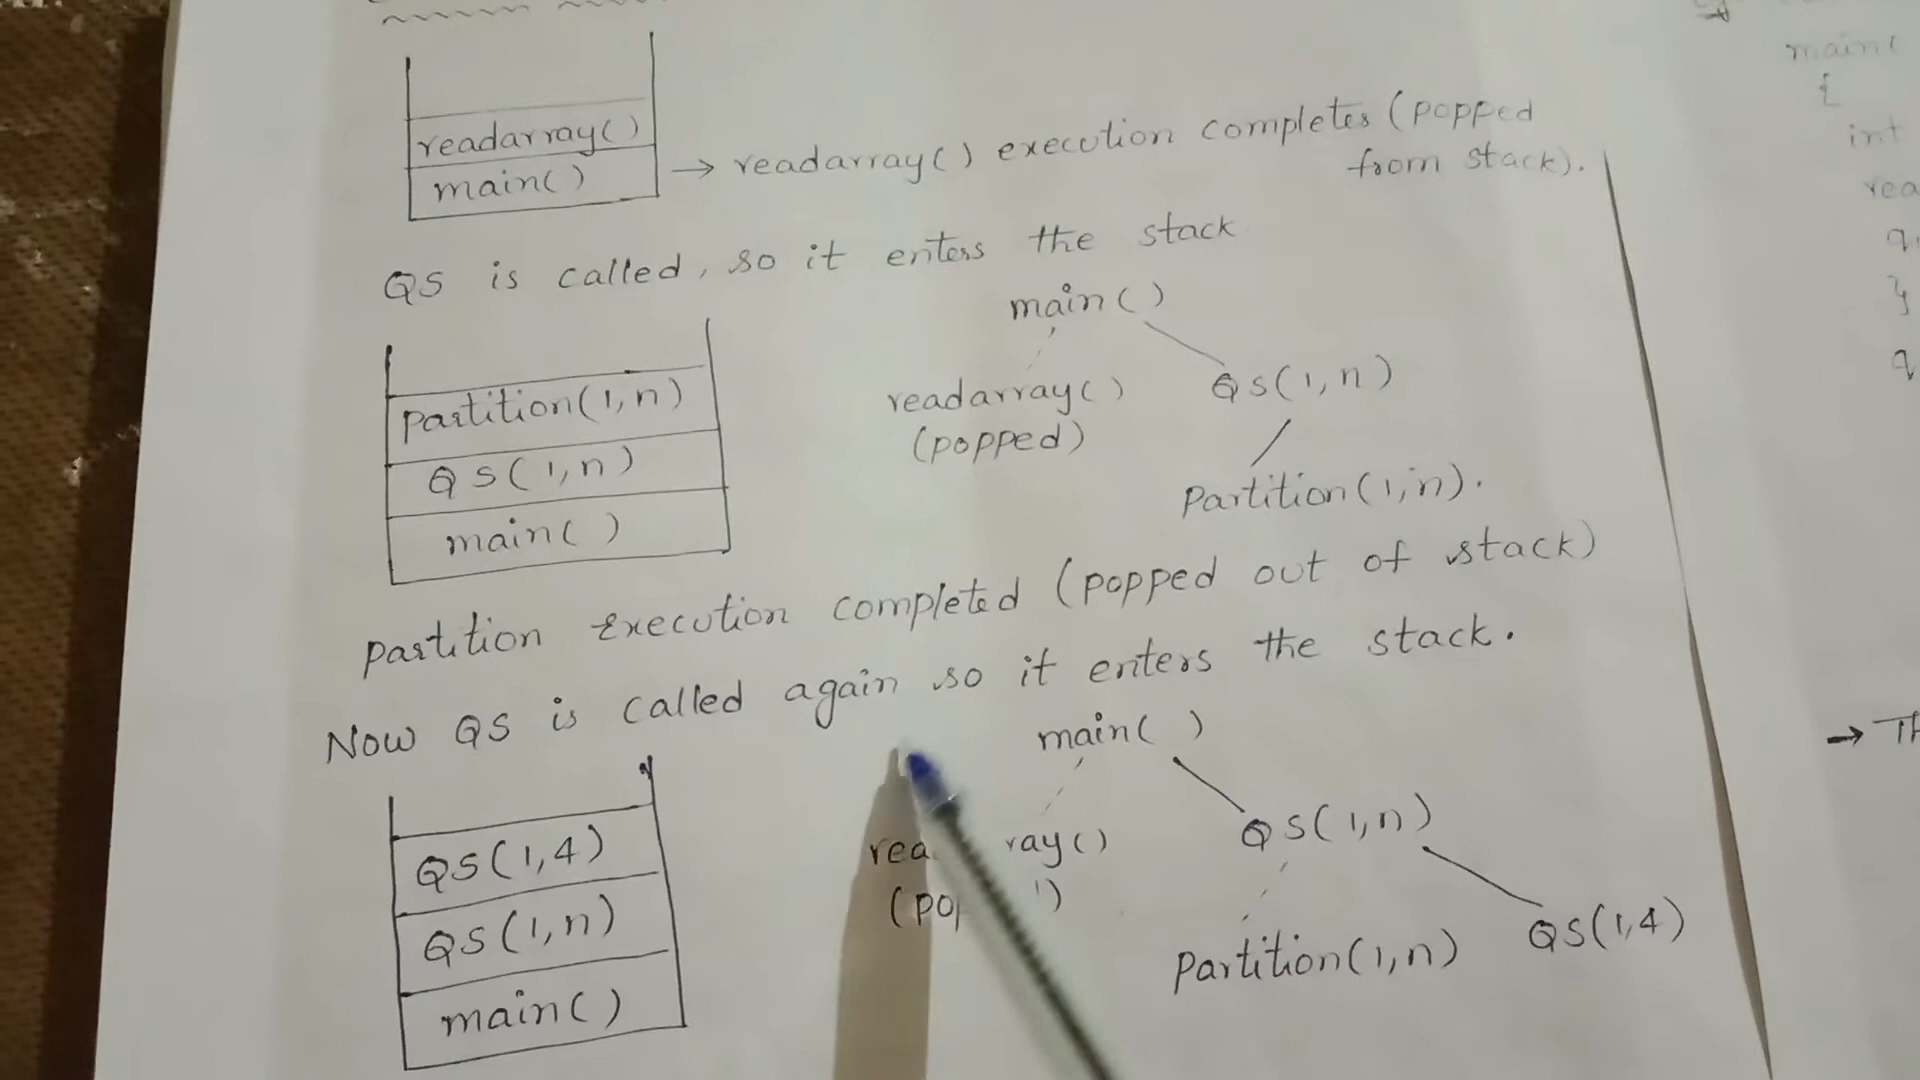 readarray()
main()
→ readarray() execution completes (popped
from stack).
QS is called, so it enters the stack
main()
readarray()
QS(1,n)
(popped)
Partition(1,n).
Partition(1,n)
QS(1,n)
main()
partition Execution completed (popped out of stack)
Now QS is called again so it enters the stack.
main()
QS(1,n)
Partition(1,n)
QS(1,4)
QS(1,4)
QS(1,n)
main()
main(
{
int
}
→